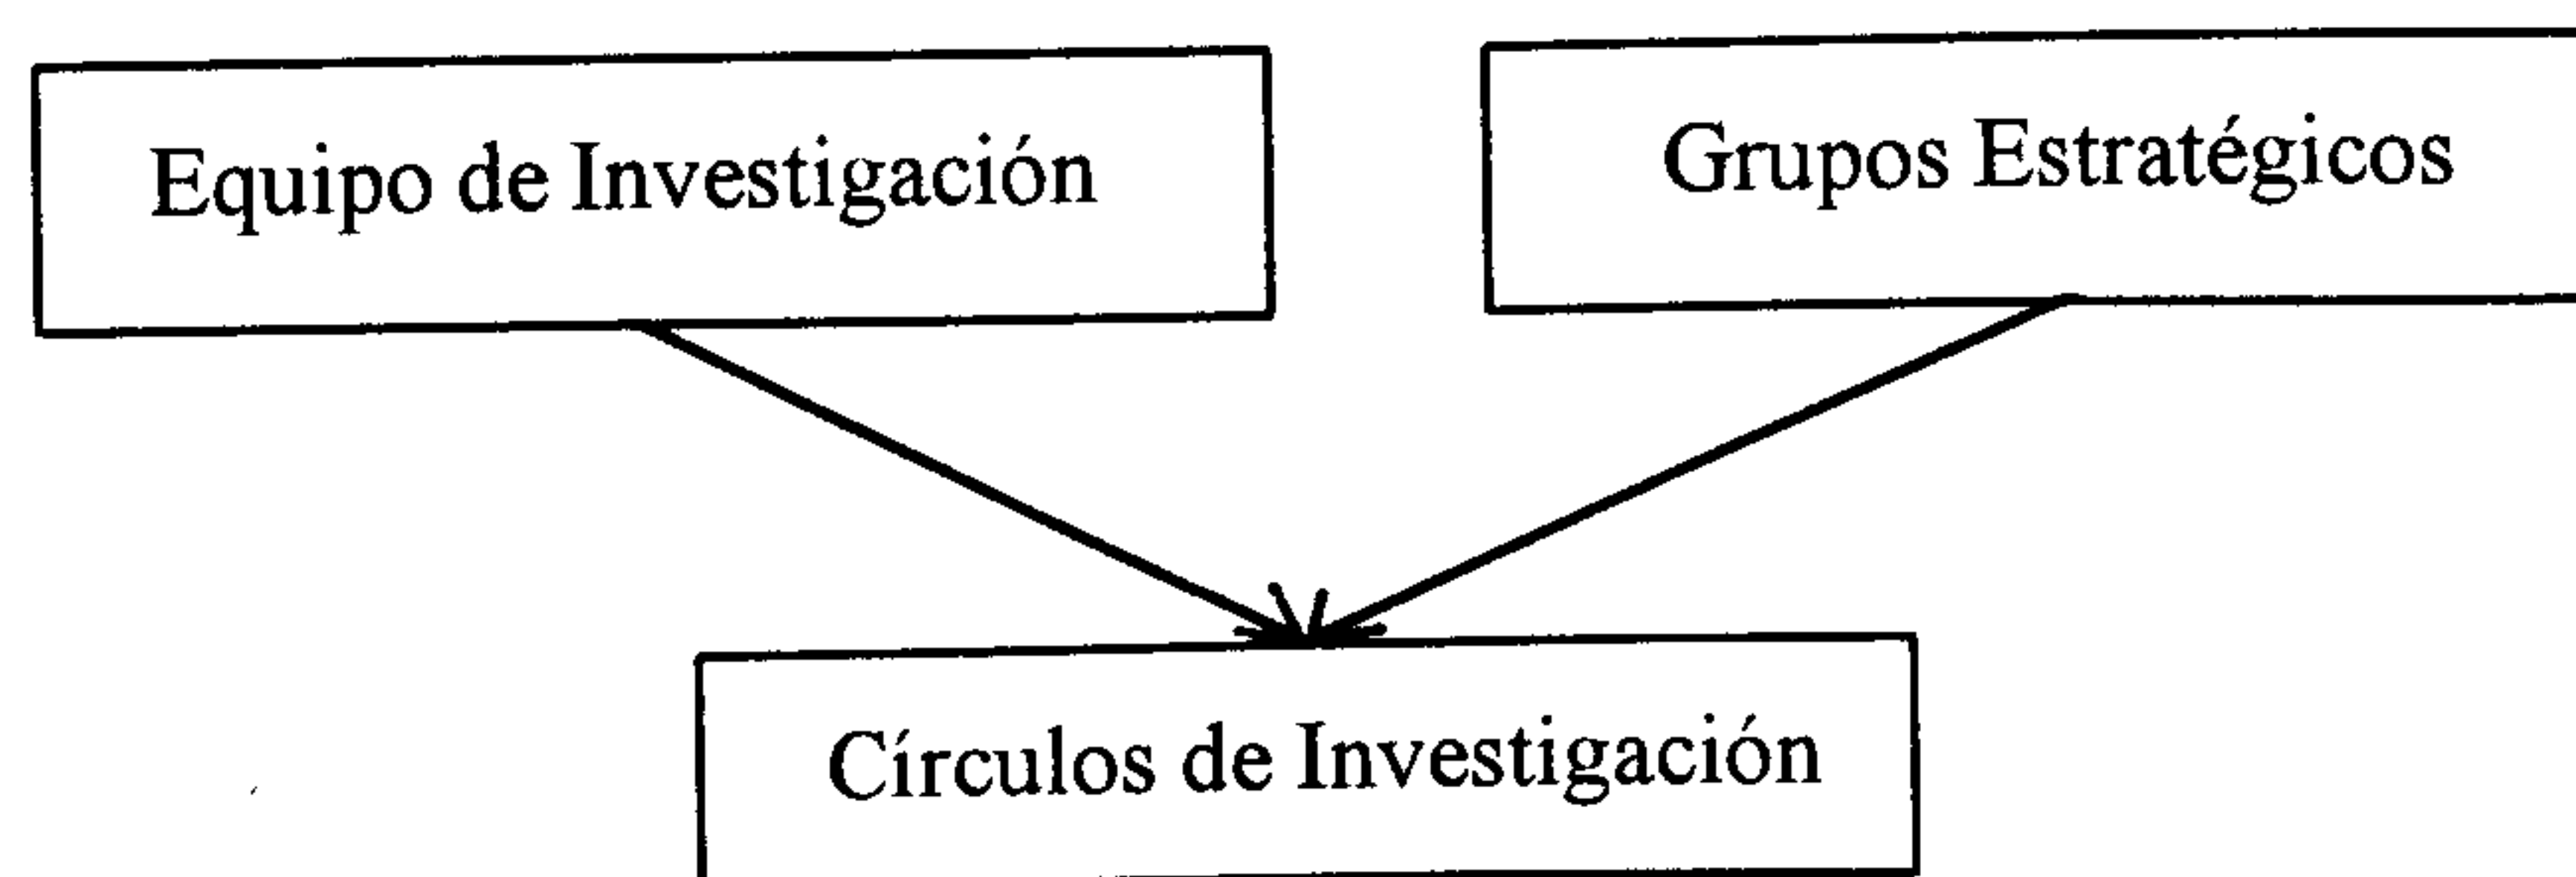 Equipo de Investigación
Grupos Estratégicos
Círculos de Investigación